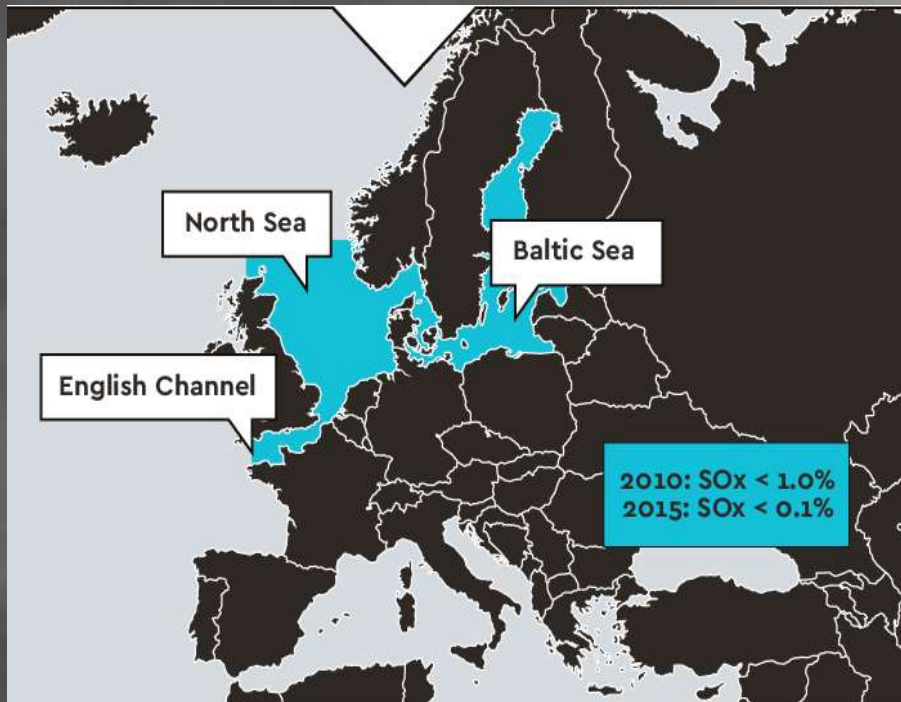 North Sea
Baltic Sea
English Channel
2010: SOx < 1.0%
2015: SOx < 0.1%